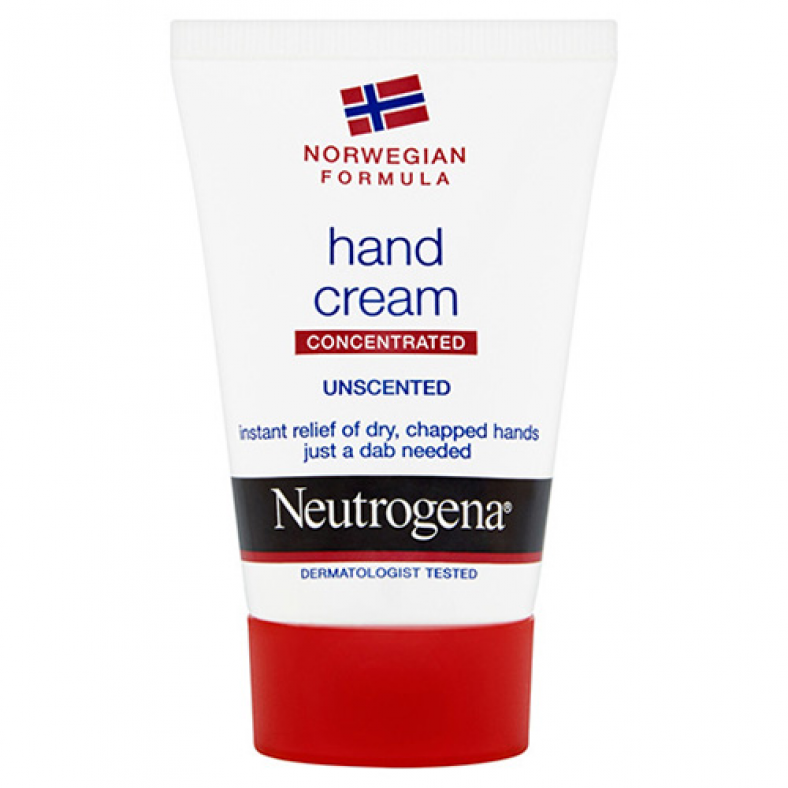 NORWEGIAN
FORMULA
hand
cream
CONCENTRATED
UNSCENTED
instant relief of dry, chapped hands
just a dab needed
Neutrogena®
DERMATOLOGIST TESTED